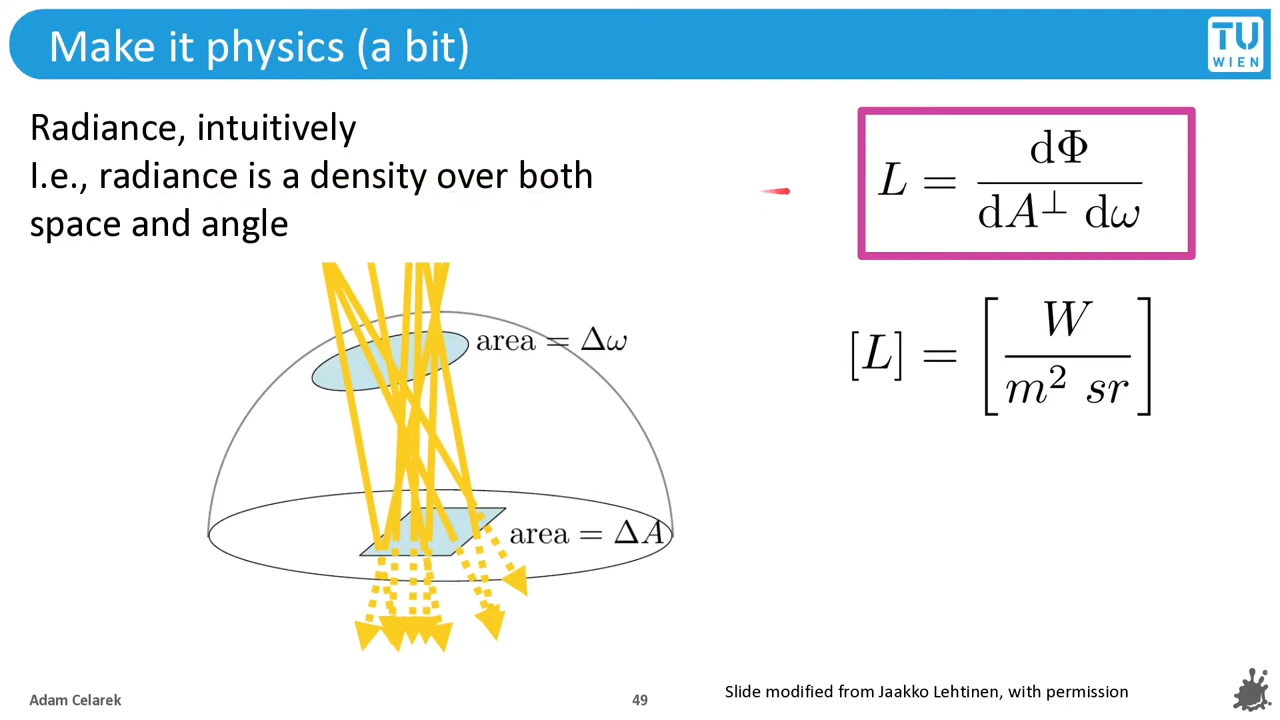 Make it physics (a bit)
TU
WIEN
Radiance, intuitively
I.e., radiance is a density over both
space and angle
L = dΦ / (dA⊥ dω)
[L] = [W / (m² sr)]
area = Δω
area = ΔA
Adam Celarek
49
Slide modified from Jaakko Lehtinen, with permission